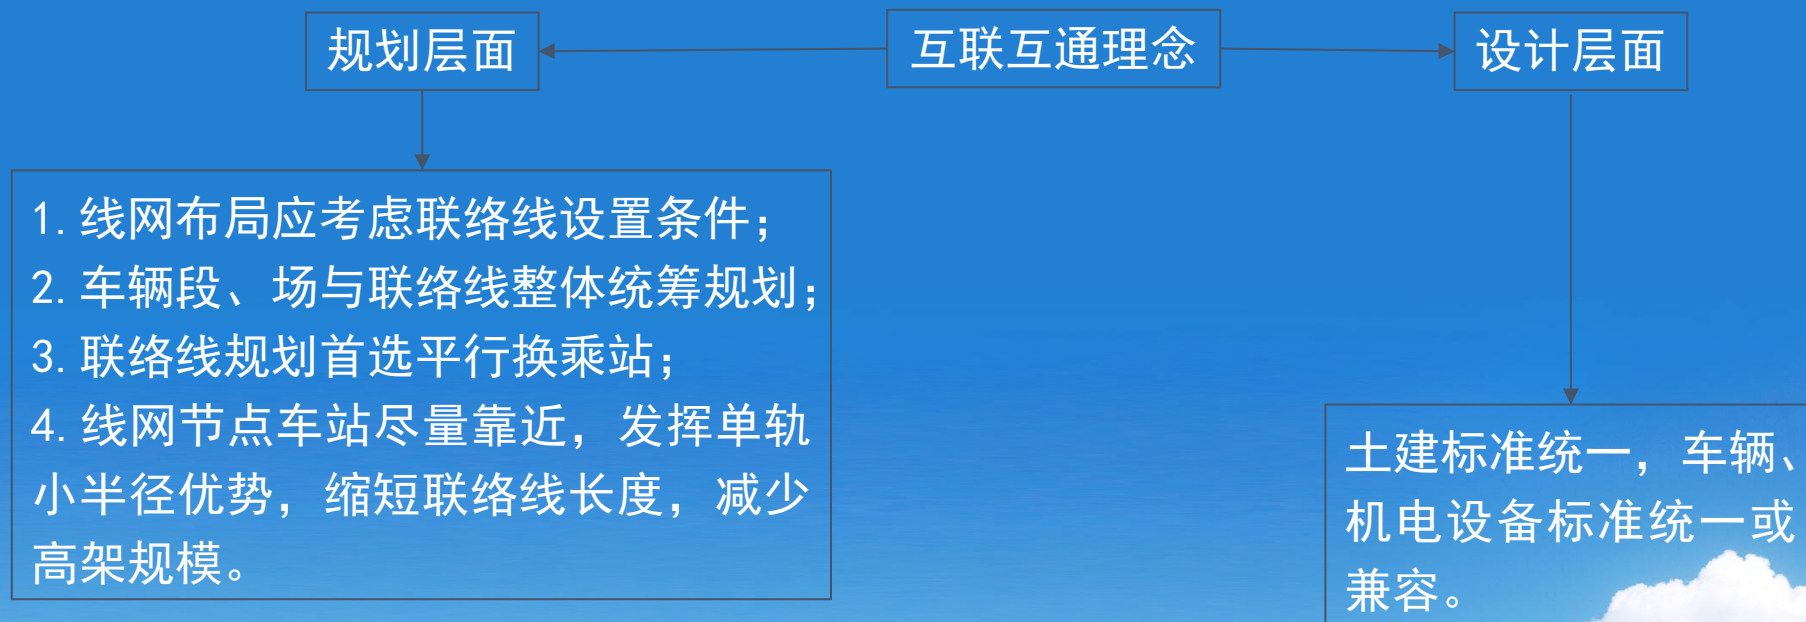 规划层面
互联互通理念
设计层面
1.线网布局应考虑联络线设置条件；
2.车辆段、场与联络线整体统筹规划；
3.联络线规划首选平行换乘站；
4.线网节点车站尽量靠近，发挥单轨
小半径优势，缩短联络线长度，减少
高架规模。
土建标准统一，车辆、
机电设备标准统一或
兼容。